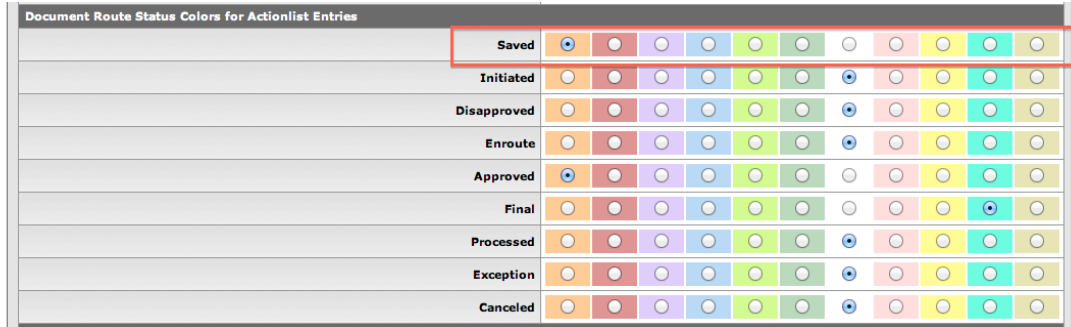 Document Route Status Colors for Actionlist Entries
Saved
Initiated
Disapproved
Enroute
Approved
Final
Processed
Exception
Canceled